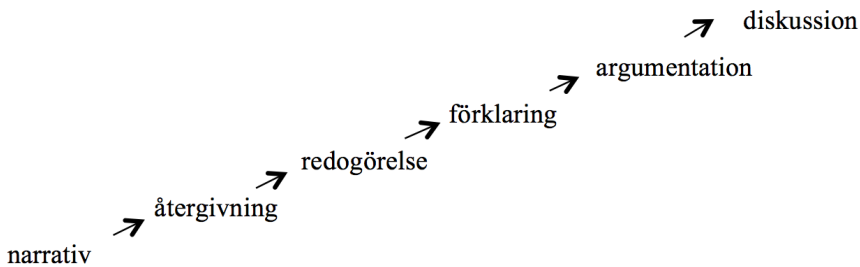 diskussion
argumentation
förklaring
redogörelse
återgivning
narrativ